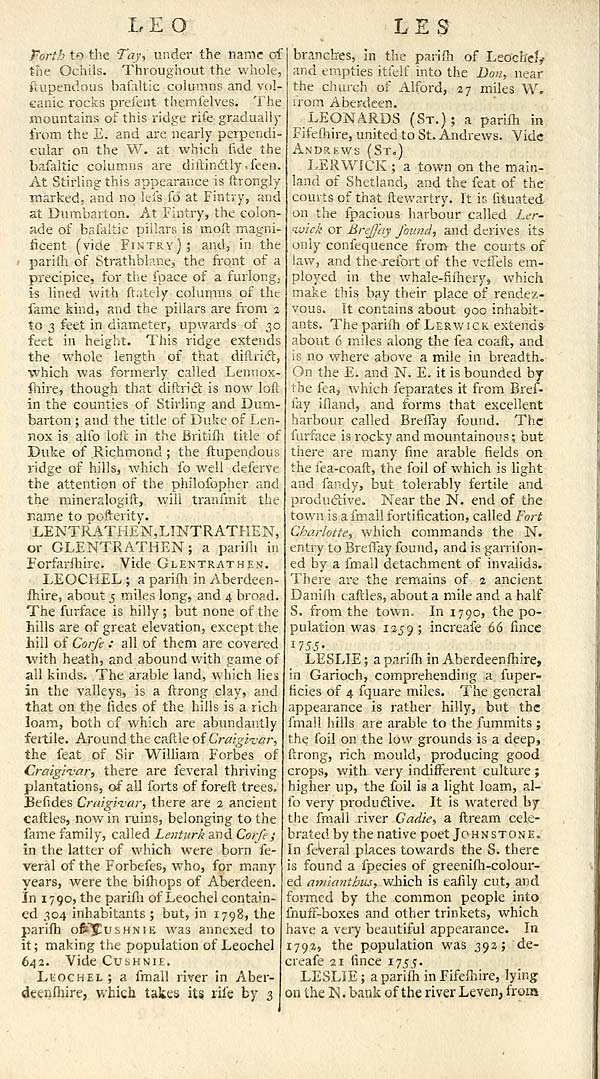 LEO
Forth to the Tay, under the name of
the Ochils. Throughout the whole,
ſtupendous baſaltic columns and vol-
canic rocks preſent themſelves. The
mountains of this ridge riſe gradually
from the E. and are nearly perpendi-
cular on the W. at which ſide the
baſaltic columns are diſtinctly ſeen.
At Stirling this appearance is ſtrongly
marked, and no leſs ſo at Fintry, and
at Dumbarton. At Fintry, the colon-
ade of baſaltic pillars is moſt magni-
ficent (vide FINTRY); and, in the
pariſh of Strathblane, the front of a
precipice, for the ſpace of a furlong,
is lined with ſtately columns of the
ſame kind, and the pillars are from 2
to 3 feet in diameter, upwards of 30
feet in height. This ridge extends
the whole length of that diſtrict,
which was formerly called Lennox-
ſhire, though that diſtrict is now loſt
in the counties of Stirling and Dum-
barton; and the title of Duke of Len-
nox is alſo loſt in the Britiſh title of
Duke of Richmond; the ſtupendous
ridge of hills, which ſo well deſerve
the attention of the philoſopher and
the mineralogiſt, will tranſmit the
name to poſterity.
LENTRATHEN, LINTRATHEN,
or GLENTRATHEN; a pariſh in
Forfarſhire. Vide GLENTRATHEN.
LEOCHEL; a pariſh in Aberdeen-
ſhire, about 5 miles long, and 4 broad.
The ſurface is hilly; but none of the
hills are of great elevation, except the
hill of Corſe: all of them are covered
with heath, and abound with game of
all kinds. The arable land, which lies
in the valleys, is a ſtrong clay, and
that on the ſides of the hills is a rich
loam, both of which are abundantly
fertile. Around the caſtle of Craigivar,
the ſeat of Sir William Forbes of
Craigivar, there are ſeveral thriving
plantations, of all ſorts of foreſt trees.
Beſides Craigivar, there are 2 ancient
caſtles, now in ruins, belonging to the
ſame family, called Lenturk and Corſe;
in the latter of which were born ſe-
veral of the Forbeſes, who, for many
years, were the biſhops of Aberdeen.
In 1790, the pariſh of Leochel contain-
ed 304 inhabitants; but, in 1798, the
pariſh of CUSHNIE was annexed to
it; making the population of Leochel
642. Vide CUSHNIE.
LEOCHEL; a ſmall river in Aber-
deenſhire, which takes its riſe by 3
LES
branches, in the pariſh of Leochel,
and empties itſelf into the Don, near
the church of Alford, 27 miles W.
from Aberdeen.
LEONARDS (ST.); a pariſh in
Fifeſhire, united to St. Andrews. Vide
ANDREWS (ST.)
LERWICK; a town on the main-
land of Shetland, and the ſeat of the
courts of that ſtewartry. It is ſituated
on the ſpacious harbour called Ler-
wick or Breſſay ſound, and derives its
only conſequence from the courts of
law, and the reſort of the veſſels em-
ployed in the whale-fiſhery, which
make this bay their place of rendez-
vous. It contains about 900 inhabit-
ants. The pariſh of LERWICK extends
about 6 miles along the ſea coaſt, and
is no where above a mile in breadth.
On the E. and N. E. it is bounded by
the ſea, which ſeparates it from Breſ-
ſay iſland, and forms that excellent
harbour called Breſſay ſound. The
ſurface is rocky and mountainous; but
there are many fine arable fields on
the ſea-coaſt, the ſoil of which is light
and ſandy, but tolerably fertile and
productive. Near the N. end of the
town is a ſmall fortification, called Fort
Charlotte, which commands the N.
entry to Breſſay ſound, and is garriſon-
ed by a ſmall detachment of invalids.
There are the remains of 2 ancient
Daniſh caſtles, about a mile and a half
S. from the town. In 1790, the po-
pulation was 1259; increaſe 66 ſince
1755.
LESLIE; a pariſh in Aberdeenſhire,
in Garioch, comprehending a ſuper-
ficies of 4 ſquare miles. The general
appearance is rather hilly, but the
ſmall hills are arable to the ſummits;
the ſoil on the low grounds is a deep,
ſtrong, rich mould, producing good
crops, with very indifferent culture;
higher up, the ſoil is a light loam, al-
ſo very productive. It is watered by
the ſmall river Gadie, a ſtream cele-
brated by the native poet JOHNSTONE.
In ſeveral places towards the S. there
is found a ſpecies of greeniſh-colour-
ed amianthus, which is eaſily cut, and
formed by the common people into
ſnuff-boxes and other trinkets, which
have a very beautiful appearance. In
1792, the population was 392; de-
creaſe 21 ſince 1755.
LESLIE; a pariſh in Fifeſhire, lying
on the N. bank of the river Leven, from